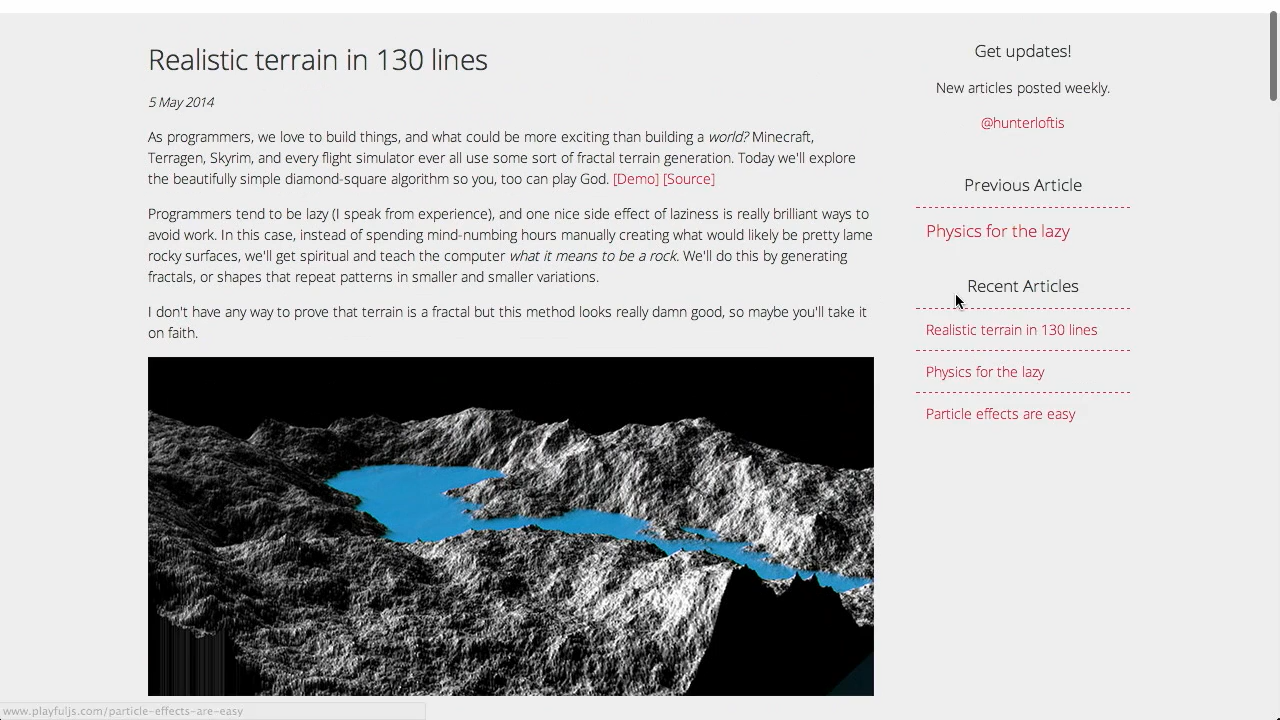 Realistic terrain in 130 lines
5 May 2014
As programmers, we love to build things, and what could be more exciting than building a world? Minecraft,
Terragen, Skyrim, and every flight simulator ever all use some sort of fractal terrain generation. Today we'll explore
the beautifully simple diamond-square algorithm so you, too can play God. [Demo] [Source]
Programmers tend to be lazy (I speak from experience), and one nice side effect of laziness is really brilliant ways to
avoid work. In this case, instead of spending mind-numbing hours manually creating what would likely be pretty lame
rocky surfaces, we'll get spiritual and teach the computer what it means to be a rock. We'll do this by generating
fractals, or shapes that repeat patterns in smaller and smaller variations.
I don't have any way to prove that terrain is a fractal but this method looks really damn good, so maybe you'll take it
on faith.
Get updates!
New articles posted weekly.
@hunterloftis
Previous Article
Physics for the lazy
Recent Articles
Realistic terrain in 130 lines
Physics for the lazy
Particle effects are easy
www.playfuljs.com/particle-effects-are-easy